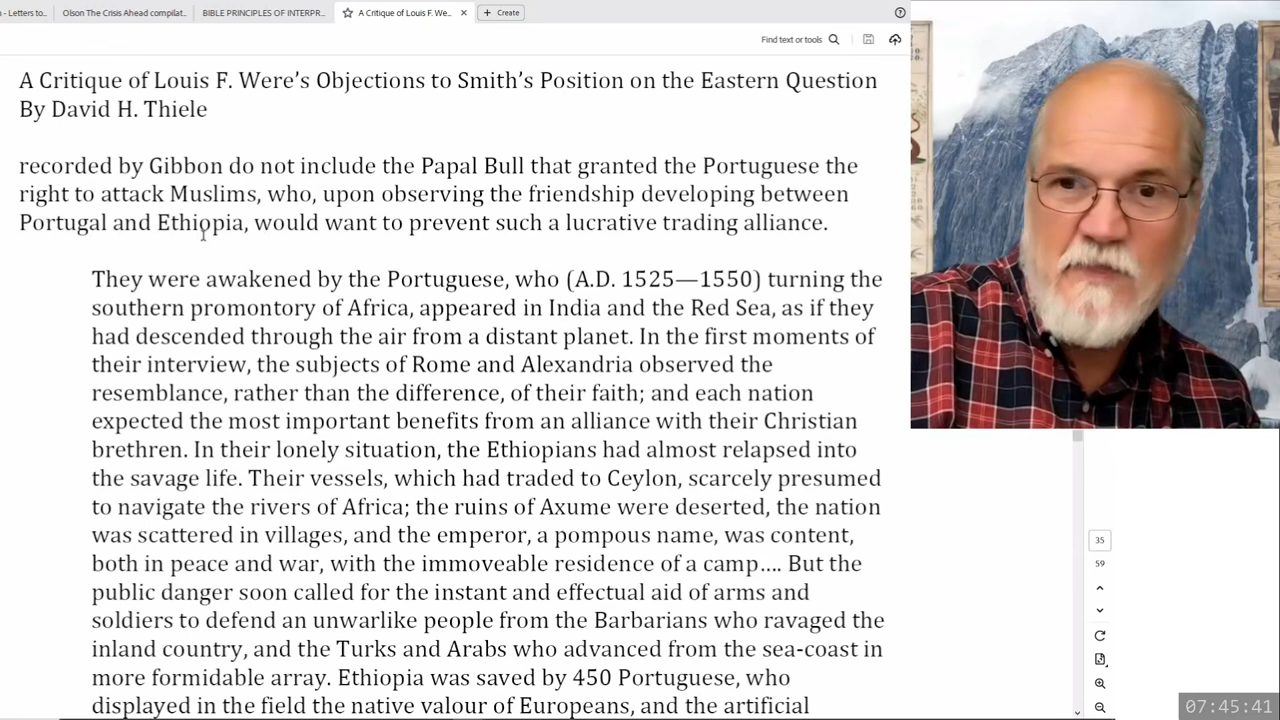 n - Letters to.. Olson The Crisis Ahead compilat.. BIBLE PRINCIPLES OF INTERPR... A Critique of Louis F. We... Create
Find text or tools
A Critique of Louis F. Were’s Objections to Smith’s Position on the Eastern Question
By David H. Thiele
recorded by Gibbon do not include the Papal Bull that granted the Portuguese the
right to attack Muslims, who, upon observing the friendship developing between
Portugal and Ethiopia, would want to prevent such a lucrative trading alliance.
They were awakened by the Portuguese, who (A.D. 1525—1550) turning the
southern promontory of Africa, appeared in India and the Red Sea, as if they
had descended through the air from a distant planet. In the first moments of
their interview, the subjects of Rome and Alexandria observed the
resemblance, rather than the difference, of their faith; and each nation
expected the most important benefits from an alliance with their Christian
brethren. In their lonely situation, the Ethiopians had almost relapsed into
the savage life. Their vessels, which had traded to Ceylon, scarcely presumed
to navigate the rivers of Africa; the ruins of Axume were deserted, the nation
was scattered in villages, and the emperor, a pompous name, was content,
both in peace and war, with the immoveable residence of a camp…. But the
public danger soon called for the instant and effectual aid of arms and
soldiers to defend an unwarlike people from the Barbarians who ravaged the
inland country, and the Turks and Arabs who advanced from the sea-coast in
more formidable array. Ethiopia was saved by 450 Portuguese, who
displayed in the field the native valour of Europeans, and the artificial
35
59
07:45:41